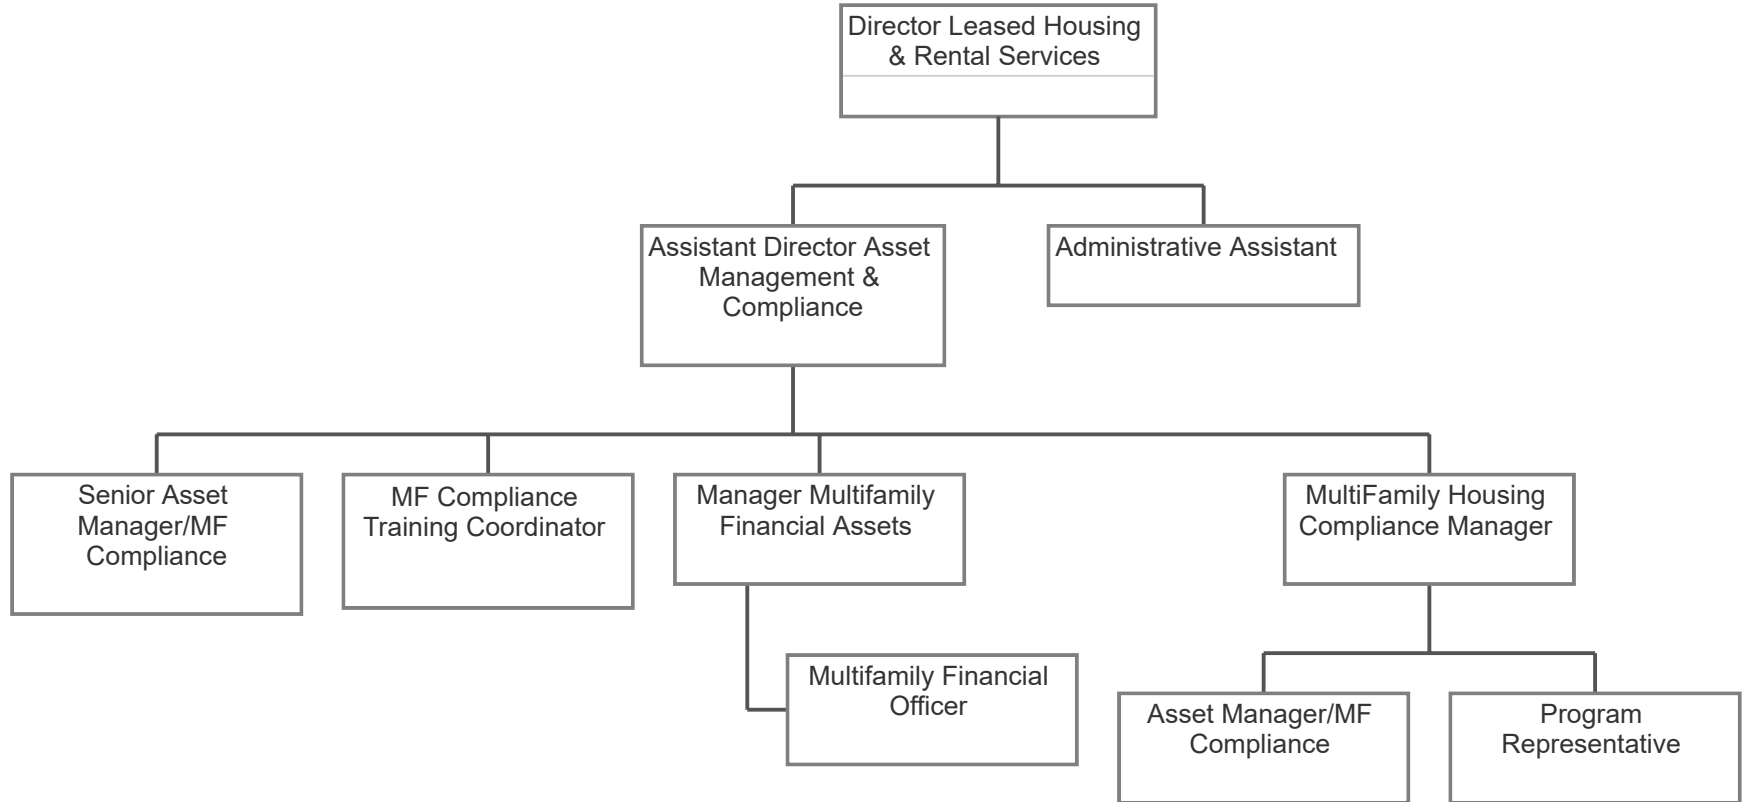 Director Leased Housing
& Rental Services
Assistant Director Asset
Management &
Compliance
Administrative Assistant
Senior Asset
Manager/MF
Compliance
MF Compliance
Training Coordinator
Manager Multifamily
Financial Assets
MultiFamily Housing
Compliance Manager
Multifamily Financial
Officer
Asset Manager/MF
Compliance
Program
Representative